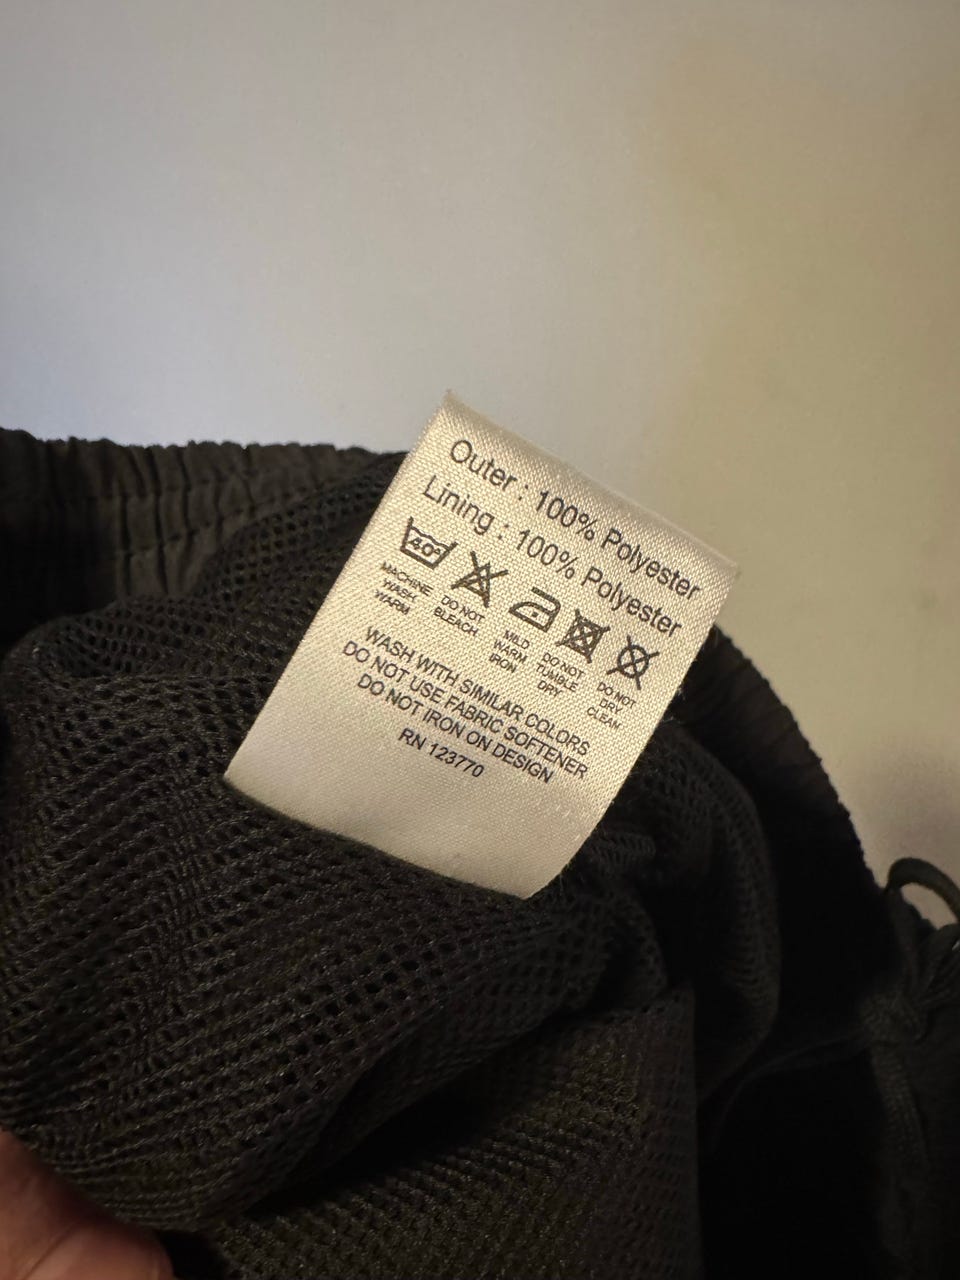 Outer : 100% Polyester
Lining : 100% Polyester
40°
MACHINE WASH WARM
DO NOT BLEACH
MILD WARM IRON
DO NOT TUMBLE DRY
DO NOT DRY CLEAN
WASH WITH SIMILAR COLORS
DO NOT USE FABRIC SOFTENER
DO NOT IRON ON DESIGN
RN 123770